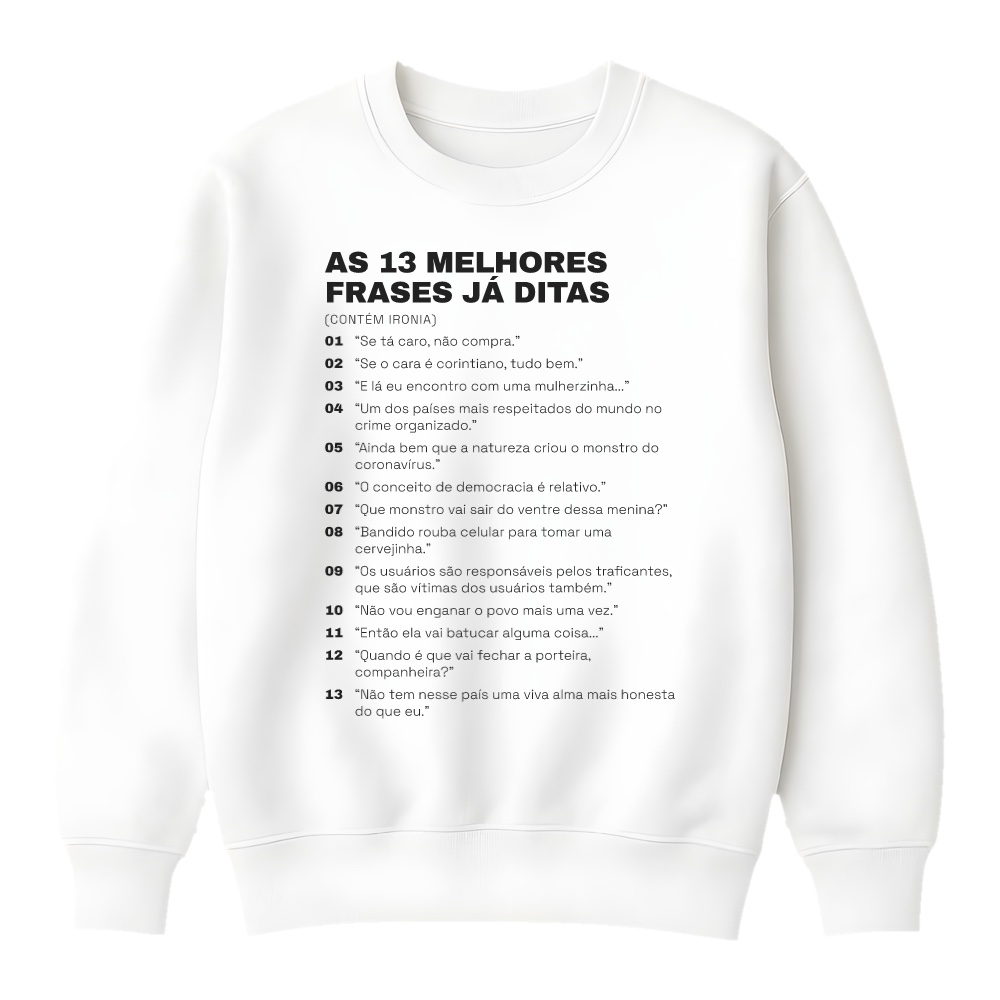 AS 13 MELHORES
FRASES JÁ DITAS
(CONTÉM IRONIA)
01 “Se tá caro, não compra.”
02 “Se o cara é corintiano, tudo bem.”
03 “E lá eu encontro com uma mulherzinha...”
04 “Um dos países mais respeitados do mundo no
crime organizado.”
05 “Ainda bem que a natureza criou o monstro do
coronavírus.”
06 “O conceito de democracia é relativo.”
07 “Que monstro vai sair do ventre dessa menina?”
08 “Bandido rouba celular para tomar uma
cervejinha.”
09 “Os usuários são responsáveis pelos traficantes,
que são vítimas dos usuários também.”
10 “Não vou enganar o povo mais uma vez.”
11 “Então ela vai batucar alguma coisa...”
12 “Quando é que vai fechar a porteira,
companheira?”
13 “Não tem nesse país uma viva alma mais honesta
do que eu.”